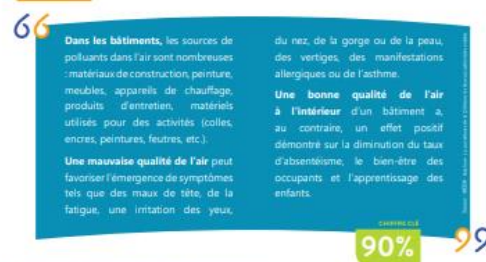 Dans les bâtiments, les sources de
polluants dans l'air sont nombreuses
: matériaux de construction, peinture,
meubles, appareils de chauffage,
produits d'entretien, matériels
utilisés pour des activités (colles,
encres, peintures, feutres, etc.).
Une mauvaise qualité de l'air peut
favoriser l'émergence de symptômes
tels que des maux de tête, de la
fatigue, une irritation des yeux,
du nez, de la gorge ou de la peau,
des vertiges, des manifestations
allergiques ou de l'asthme.
Une bonne qualité de l'air
à l'intérieur d'un bâtiment a,
au contraire, un effet positif
démontré sur la diminution du taux
d'absentéisme, le bien-être des
occupants et l'apprentissage des
enfants.
CHIFFRE CLÉ
90%